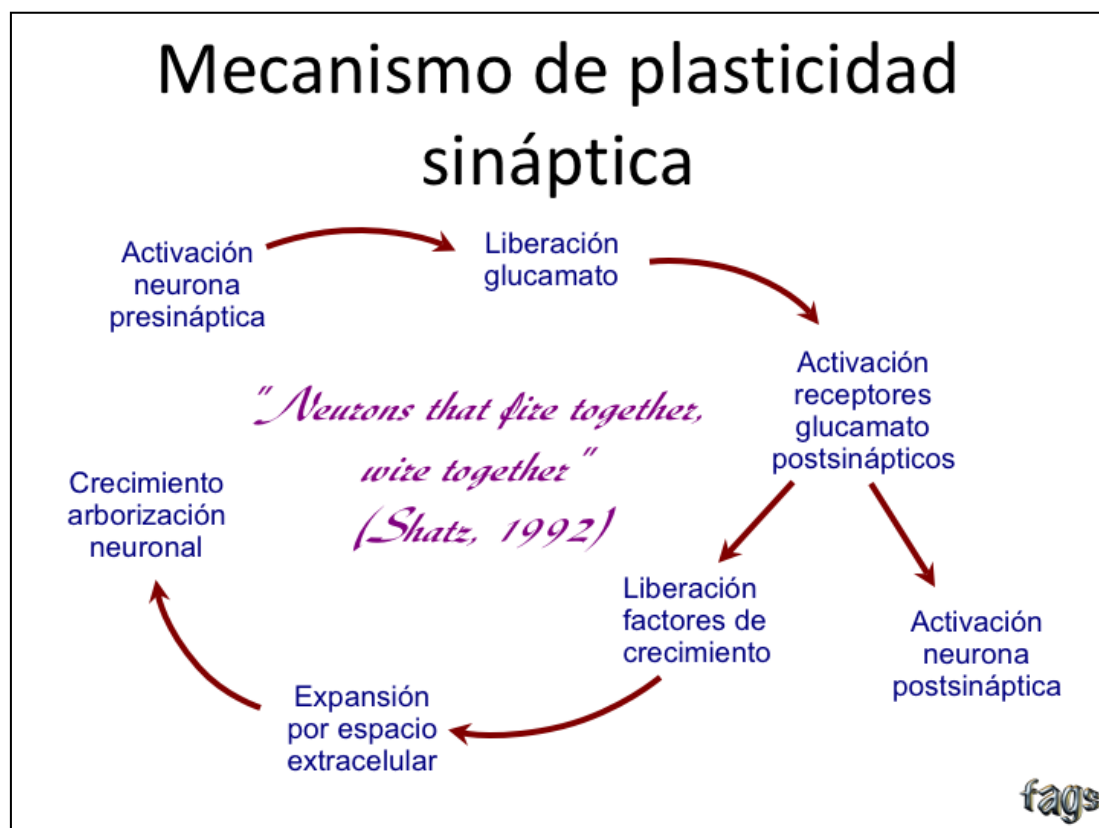 Mecanismo de plasticidad
sináptica
Activación
neurona
presináptica
Liberación
glucamato
Activación
receptores
glucamato
postsinápticos
"Neurons that fire together,
wire together"
(Shatz, 1992)
Crecimiento
arborización
neuronal
Liberación
factores de
crecimiento
Activación
neurona
postsináptica
Expansión
por espacio
extracelular
fags